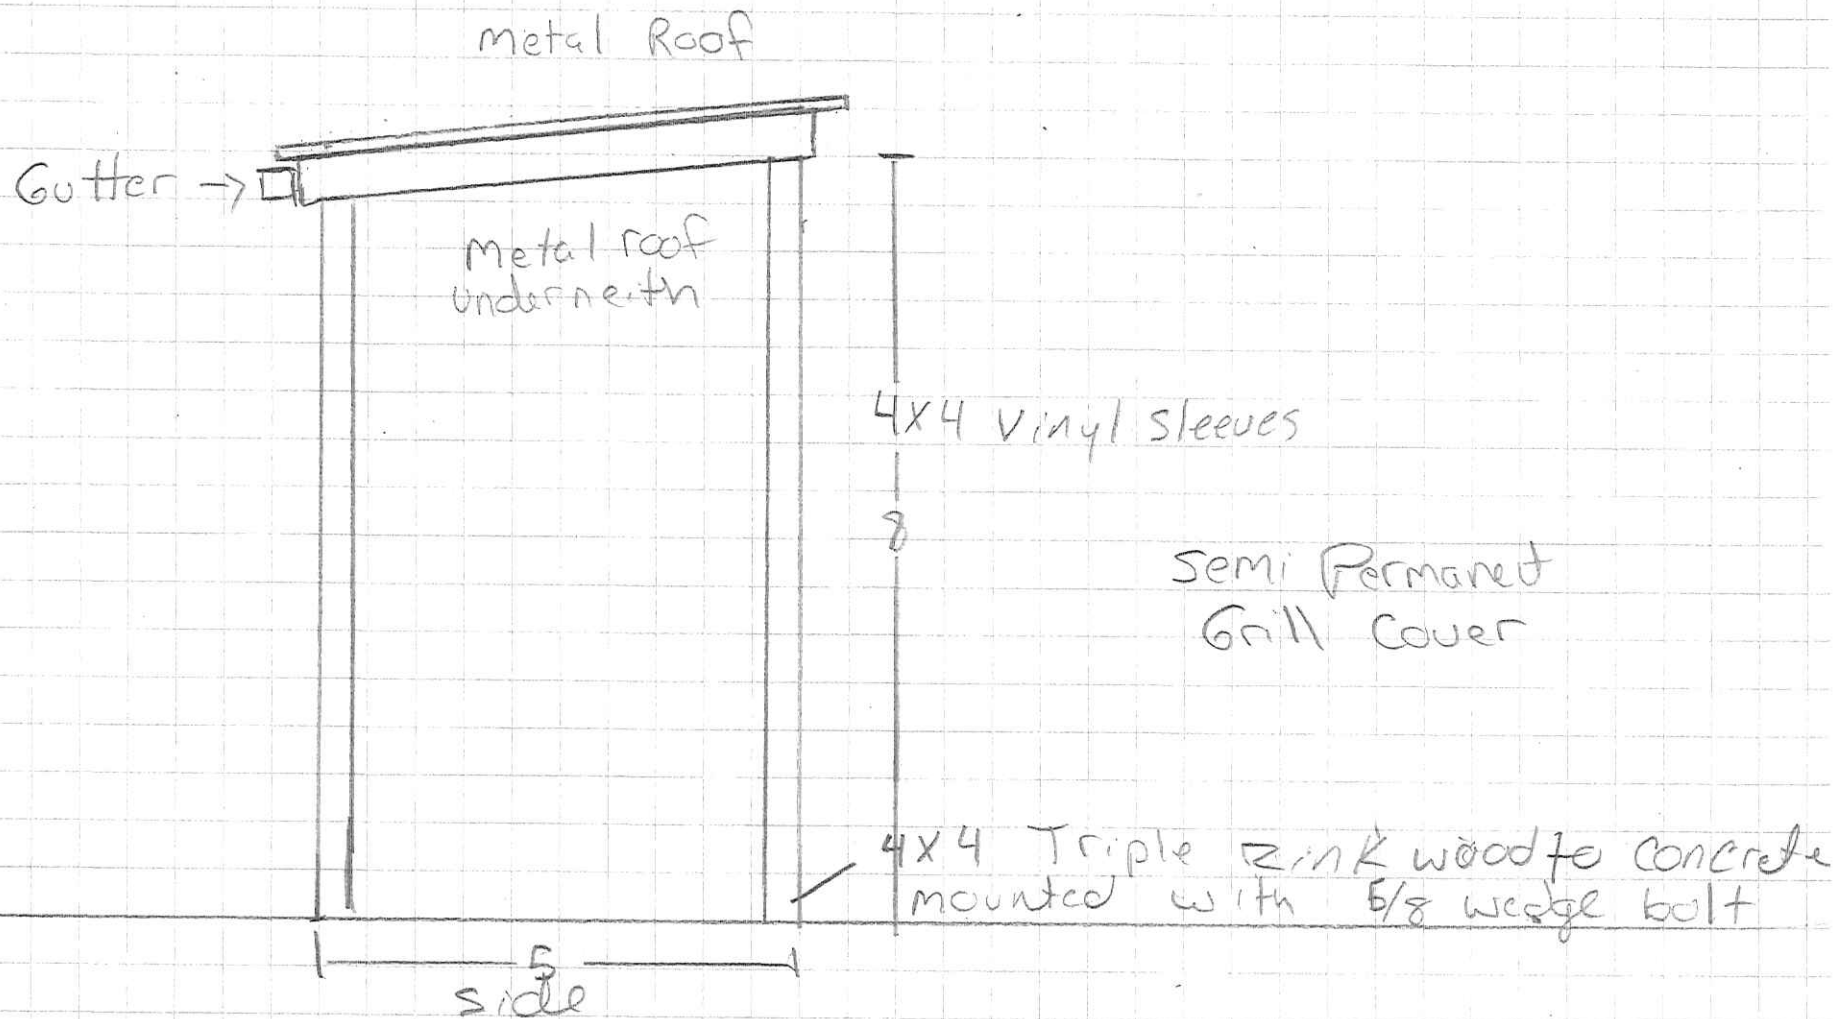 Metal Roof
Gutter →
Metal roof
underneith
4x4 Vinyl Sleeves
8
Semi Permanet
Grill Cover
4x4 Triple Zink wood to concrete
mounted with 5/8 wedge bolt
5
side